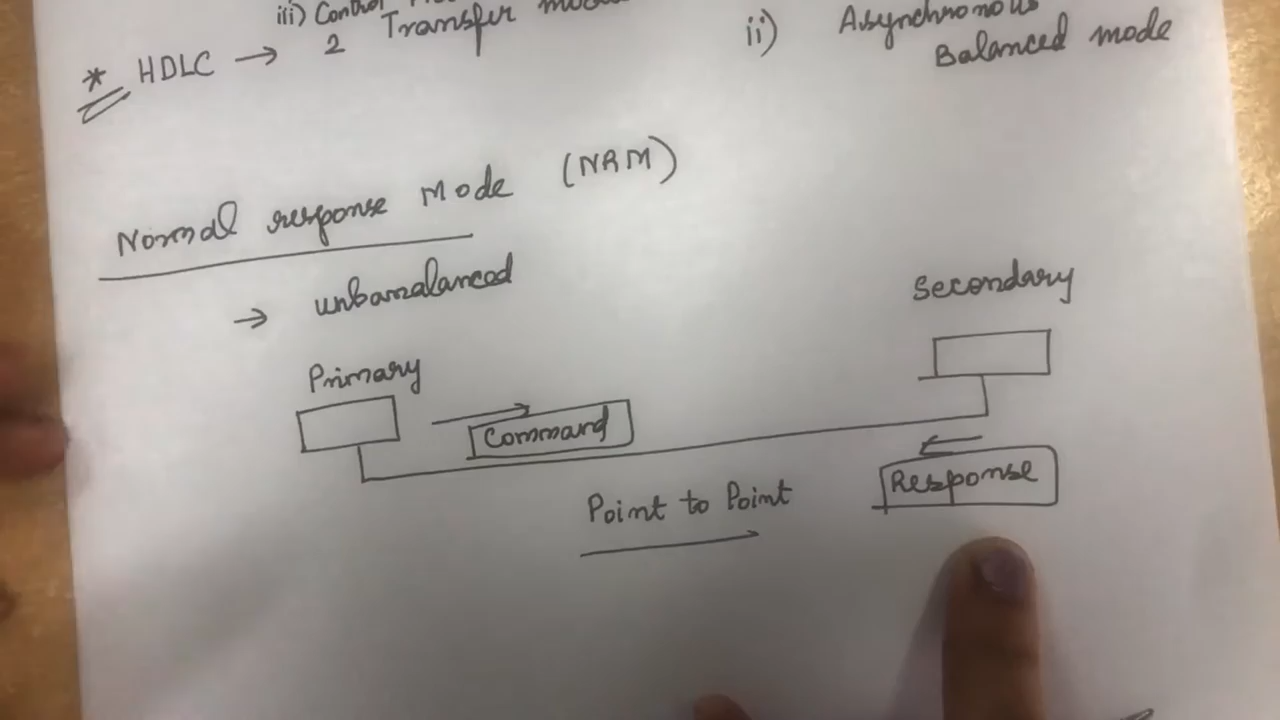 iii) Control
* HDLC → 2 Transfer
ii) Asynchronous
Balanced mode
Normal response Mode (NRM)
→ unbamalanced
Secondary
Primary
Command
Response
Point to Point